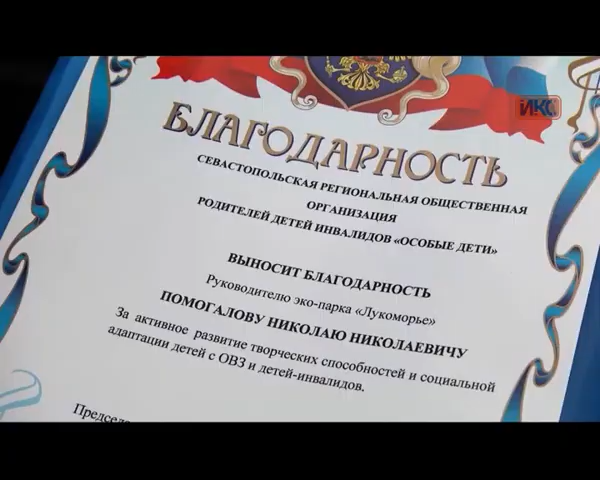 ИКС
БЛАГОДАРНОСТЬ
СЕВАСТОПОЛЬСКАЯ РЕГИОНАЛЬНАЯ ОБЩЕСТВЕННАЯ
ОРГАНИЗАЦИЯ
РОДИТЕЛЕЙ ДЕТЕЙ ИНВАЛИДОВ «ОСОБЫЕ ДЕТИ»
ВЫНОСИТ БЛАГОДАРНОСТЬ
Руководителю эко-парка «Лукоморье»
ПОМОГАЛОВУ НИКОЛАЮ НИКОЛАЕВИЧУ
За активное развитие творческих способностей и социальной
адаптации детей с ОВЗ и детей-инвалидов.